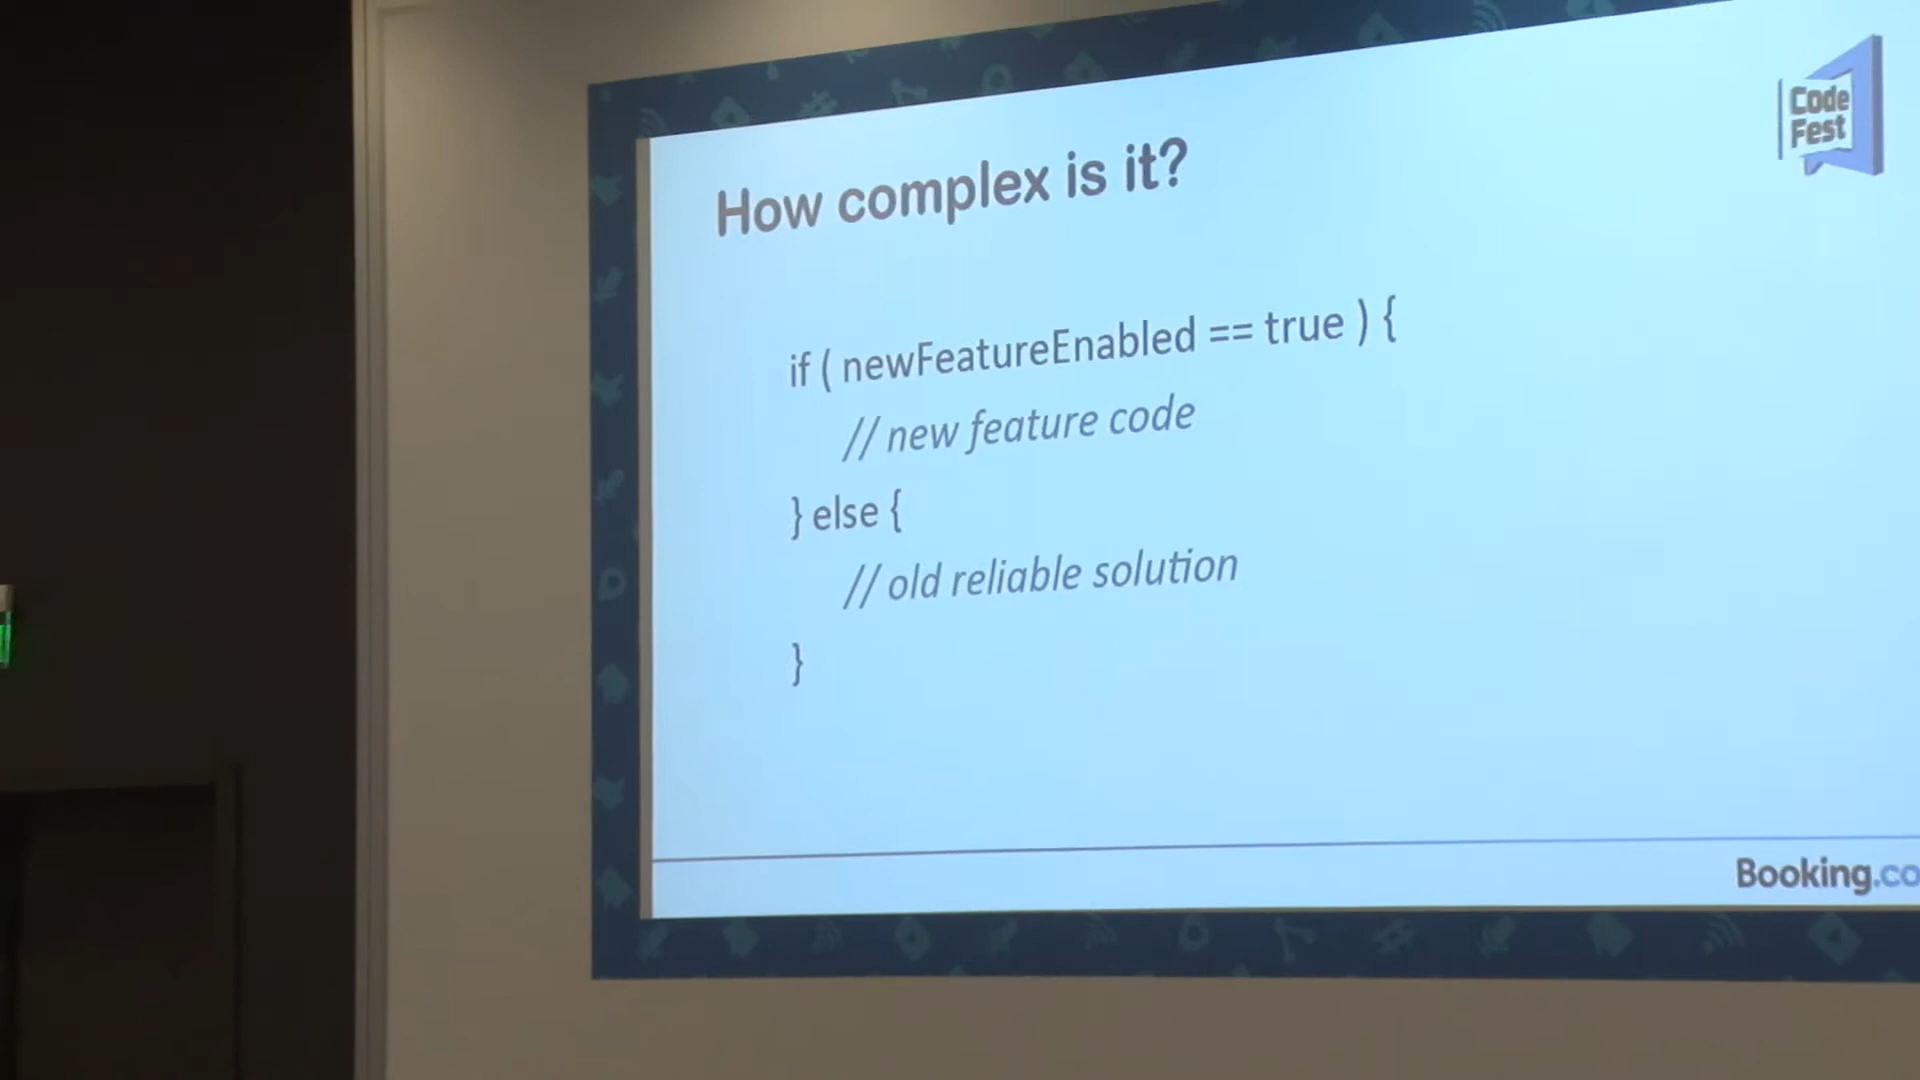 Code
Fest
How complex is it?
if ( newFeatureEnabled == true ) {
// new feature code
} else {
// old reliable solution
}
Booking.co